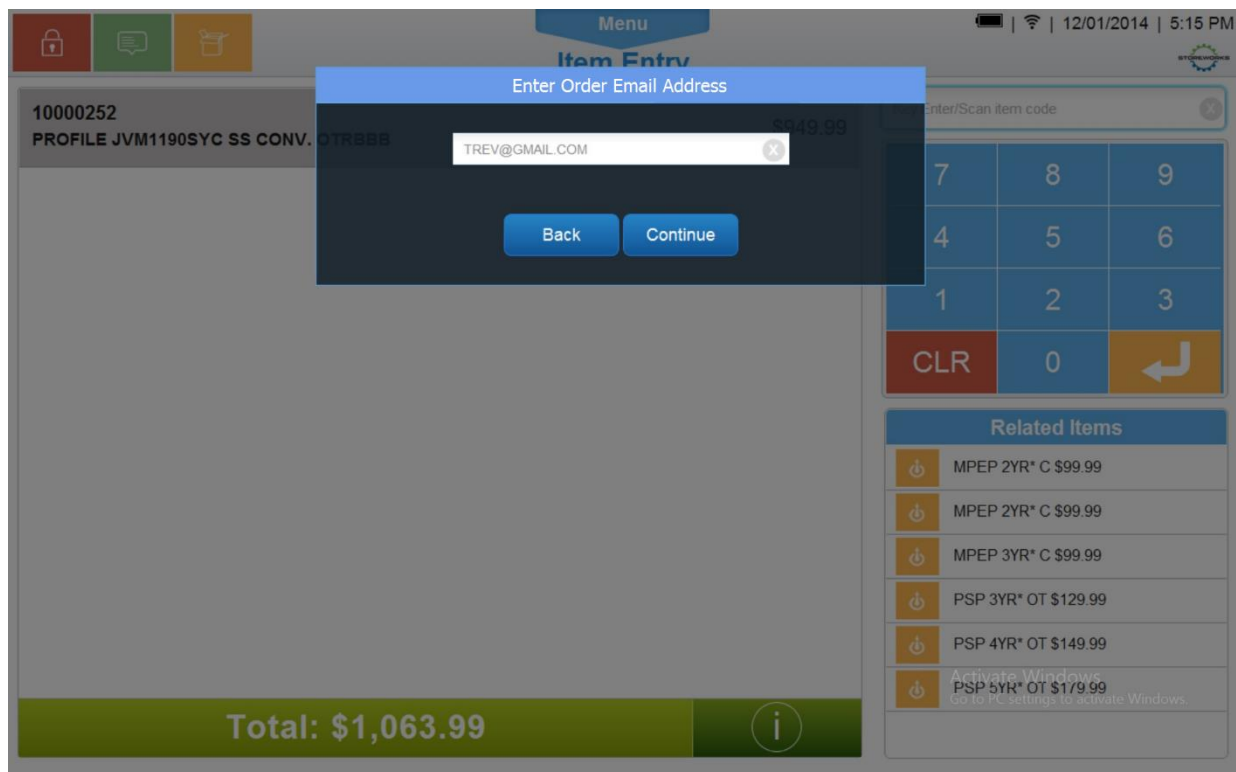 Menu
12/01/2014 | 5:15 PM
Item Entry
STOREWORKS
Enter Order Email Address
10000252
PROFILE JVM1190SYC SS CONV. OTRBBB
$949.99
TREV@GMAIL.COM
X
Enter/Scan item code
X
Back
Continue
7 8 9
4 5 6
1 2 3
CLR 0
Related Items
MPEP 2YR* C $99.99
MPEP 2YR* C $99.99
MPEP 3YR* C $99.99
PSP 3YR* OT $129.99
PSP 4YR* OT $149.99
PSP 5YR* OT $179.99
Activate Windows
Go to PC settings to activate Windows.
Total: $1,063.99
i